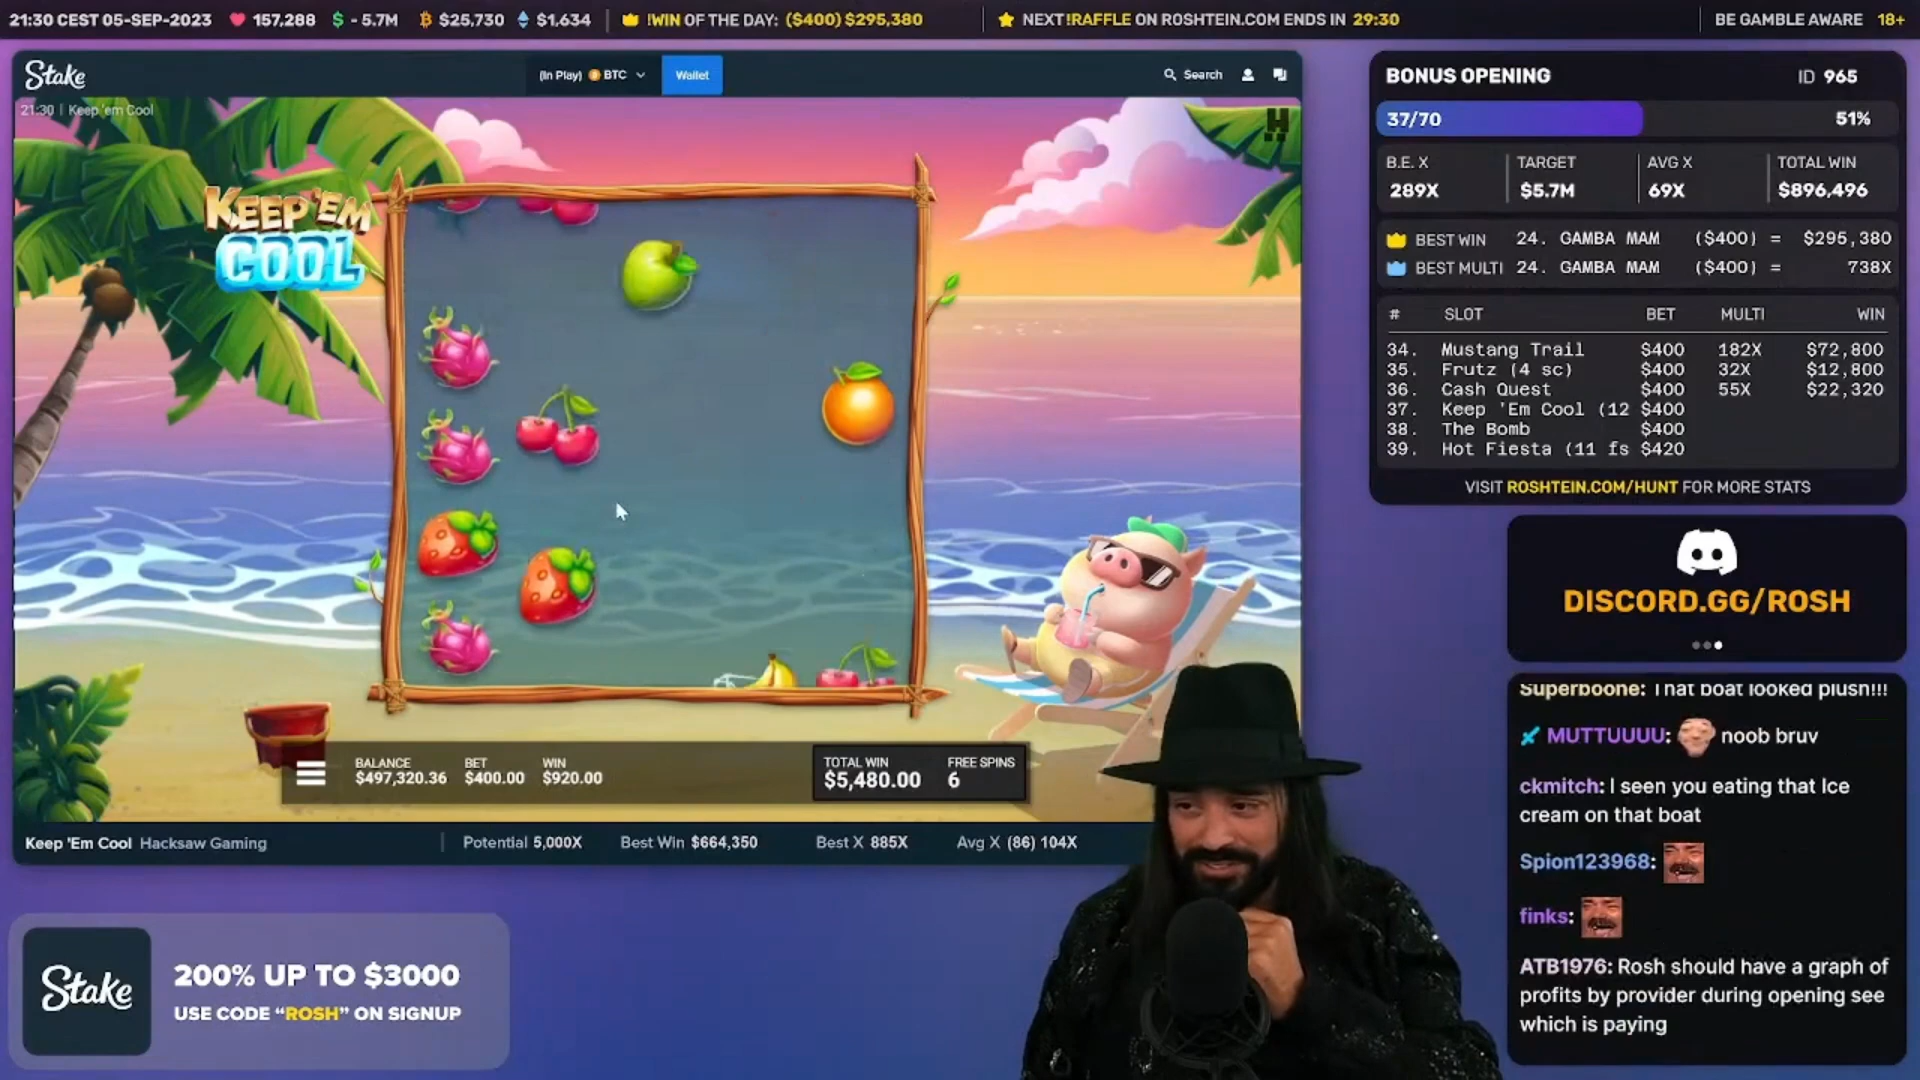 21:30 CEST 05-SEP-2023 157,288 $ - 5.7M $25,730 $1,634 !WIN OF THE DAY: ($400) $295,380 NEXT !RAFFLE ON ROSHTEIN.COM ENDS IN 29:30 BE GAMBLE AWARE 18+
Stake (In Play) BTC Wallet Search
21:30 | Keep 'em Cool
KEEP 'EM
COOL
BALANCE BET WIN TOTAL WIN FREE SPINS
$497,320.36 $400.00 $920.00 $5,480.00 6
Keep 'Em Cool Hacksaw Gaming Potential 5,000X Best Win $664,350 Best X 885X Avg X (86) 104X
Stake
200% UP TO $3000
USE CODE “ROSH” ON SIGNUP
BONUS OPENING ID 965
37/70 51%
B.E. X TARGET AVG X TOTAL WIN
289X $5.7M 69X $896,496
BEST WIN 24. GAMBA MAM ($400) = $295,380
BEST MULTI 24. GAMBA MAM ($400) = 738X
# SLOT BET MULTI WIN
34. Mustang Trail $400 182X $72,800
35. Frutz (4 sc) $400 32X $12,800
36. Cash Quest $400 55X $22,320
37. Keep 'Em Cool (12 $400
38. The Bomb $400
39. Hot Fiesta (11 fs $420
VISIT ROSHTEIN.COM/HUNT FOR MORE STATS
DISCORD.GG/ROSH
Superboone: That boat looked plush!!!
MUTTUUUU: noob bruv
ckmitch: I seen you eating that Ice
cream on that boat
Spion123968:
finks:
ATB1976: Rosh should have a graph of
profits by provider during opening see
which is paying